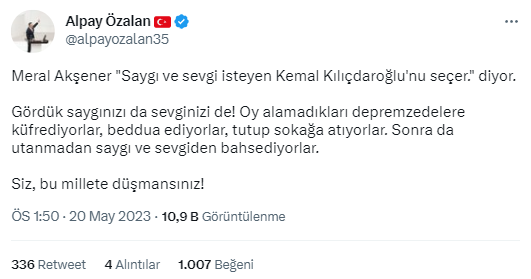 Alpay Özalan
@alpayozalan35
Meral Akşener "Saygı ve sevgi isteyen Kemal Kılıçdaroğlu'nu seçer." diyor.
Gördük saygınızı da sevginizi de! Oy alamadıkları depremzedelere
küfrediyorlar, beddua ediyorlar, tutup sokağa atıyorlar. Sonra da
utanmadan saygı ve sevgiden bahsediyorlar.
Siz, bu millete düşmansınız!
ÖS 1:50 · 20 May 2023 · 10,9 B Görüntülenme
336 Retweet 4 Alıntılar 1.007 Beğeni